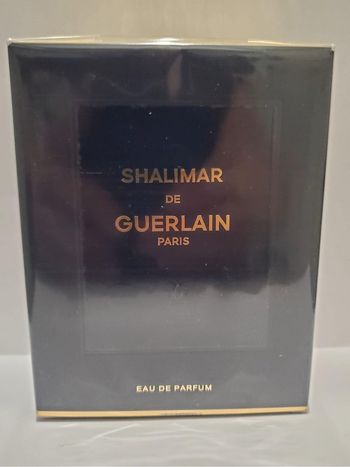 SHALIMAR
DE
GUERLAIN
PARIS
EAU DE PARFUM